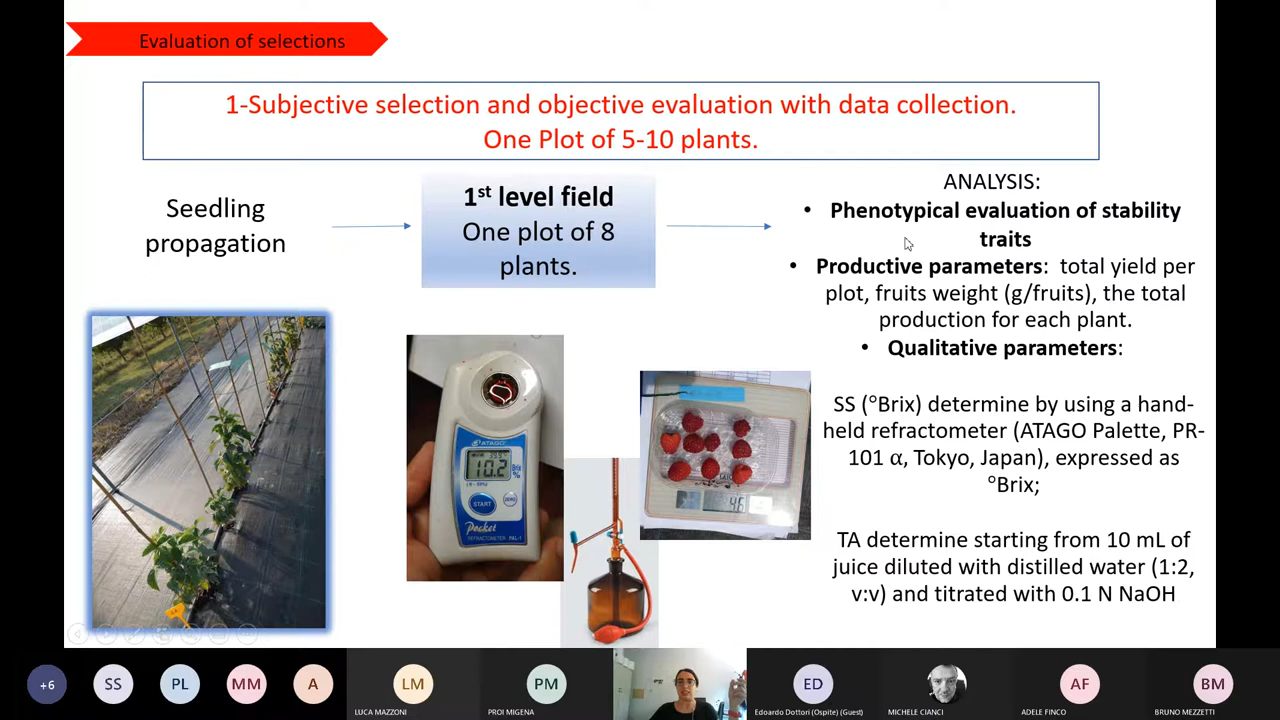 Evaluation of selections
1-Subjective selection and objective evaluation with data collection.
One Plot of 5-10 plants.
Seedling
propagation
1st level field
One plot of 8
plants.
ANALYSIS:
• Phenotypical evaluation of stability
traits
• Productive parameters: total yield per
plot, fruits weight (g/fruits), the total
production for each plant.
• Qualitative parameters:
SS (°Brix) determine by using a hand-
held refractometer (ATAGO Palette, PR-
101 α, Tokyo, Japan), expressed as
°Brix;
TA determine starting from 10 mL of
juice diluted with distilled water (1:2,
v:v) and titrated with 0.1 N NaOH
ATAGO
10.2
Brix
%
START
ZERO
Pocket
REFRACTOMETER PAL-1
46
+6
SS
PL
MM
A
LM
LUCA MAZZONI
PM
PROI MIGENA
ED
Edoardo Dottori (Ospite) (Guest)
MICHELE CIANCI
AF
ADELE FINCO
BM
BRUNO MEZZETTI